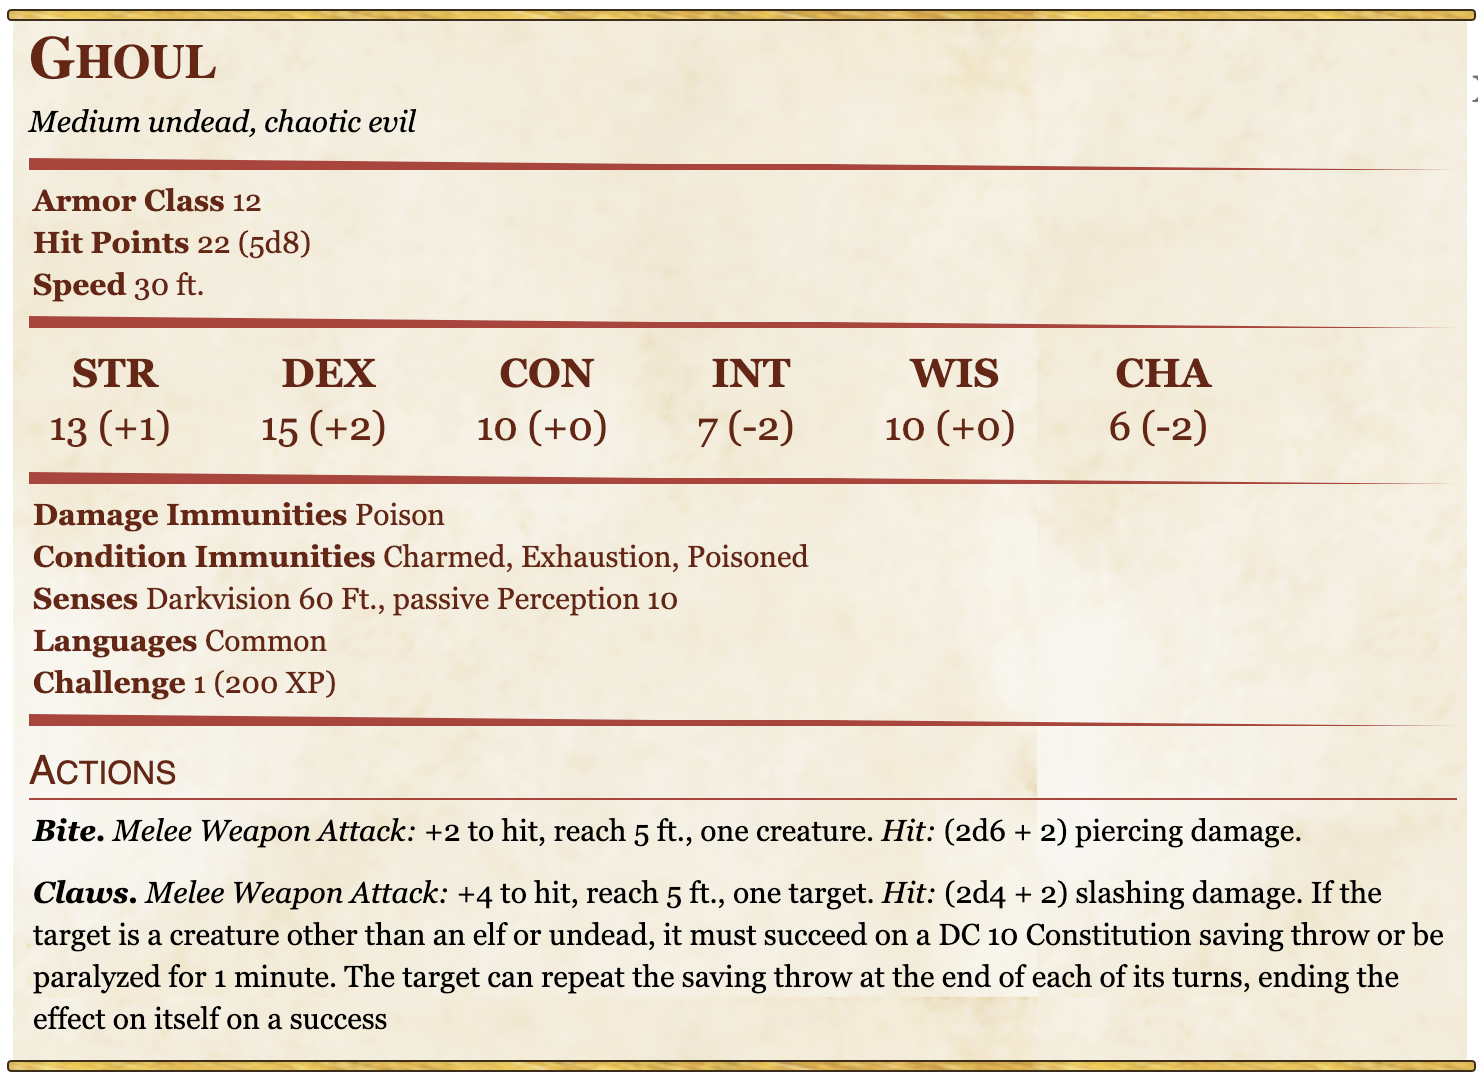 GHOUL
Medium undead, chaotic evil
Armor Class 12
Hit Points 22 (5d8)
Speed 30 ft.
STR DEX CON INT WIS CHA
13 (+1) 15 (+2) 10 (+0) 7 (-2) 10 (+0) 6 (-2)
Damage Immunities Poison
Condition Immunities Charmed, Exhaustion, Poisoned
Senses Darkvision 60 Ft., passive Perception 10
Languages Common
Challenge 1 (200 XP)
ACTIONS
Bite. Melee Weapon Attack: +2 to hit, reach 5 ft., one creature. Hit: (2d6 + 2) piercing damage.
Claws. Melee Weapon Attack: +4 to hit, reach 5 ft., one target. Hit: (2d4 + 2) slashing damage. If the
target is a creature other than an elf or undead, it must succeed on a DC 10 Constitution saving throw or be
paralyzed for 1 minute. The target can repeat the saving throw at the end of each of its turns, ending the
effect on itself on a success